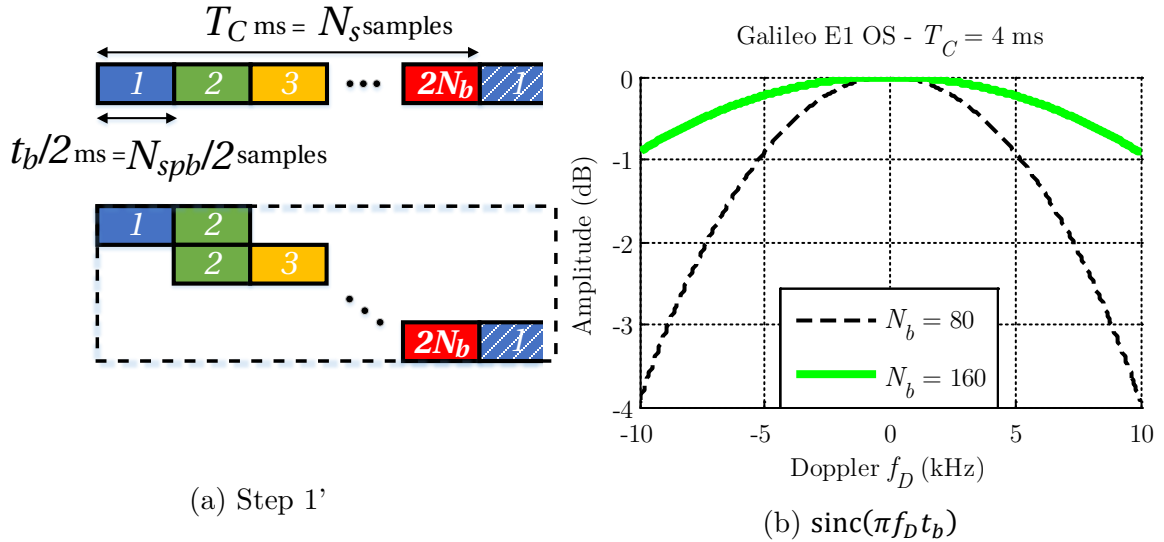 T_C ms = N_s samples
1 2 3 ••• 2N_b 1
t_b/2 ms = N_spb/2 samples
1 2
2 3
2N_b 1
(a) Step 1'
Galileo E1 OS - T_C = 4 ms
Amplitude (dB)
0
-1
-2
-3
-4
N_b = 80
N_b = 160
-10 -5 0 5 10
Doppler f_D (kHz)
(b) sinc(πf_D t_b)